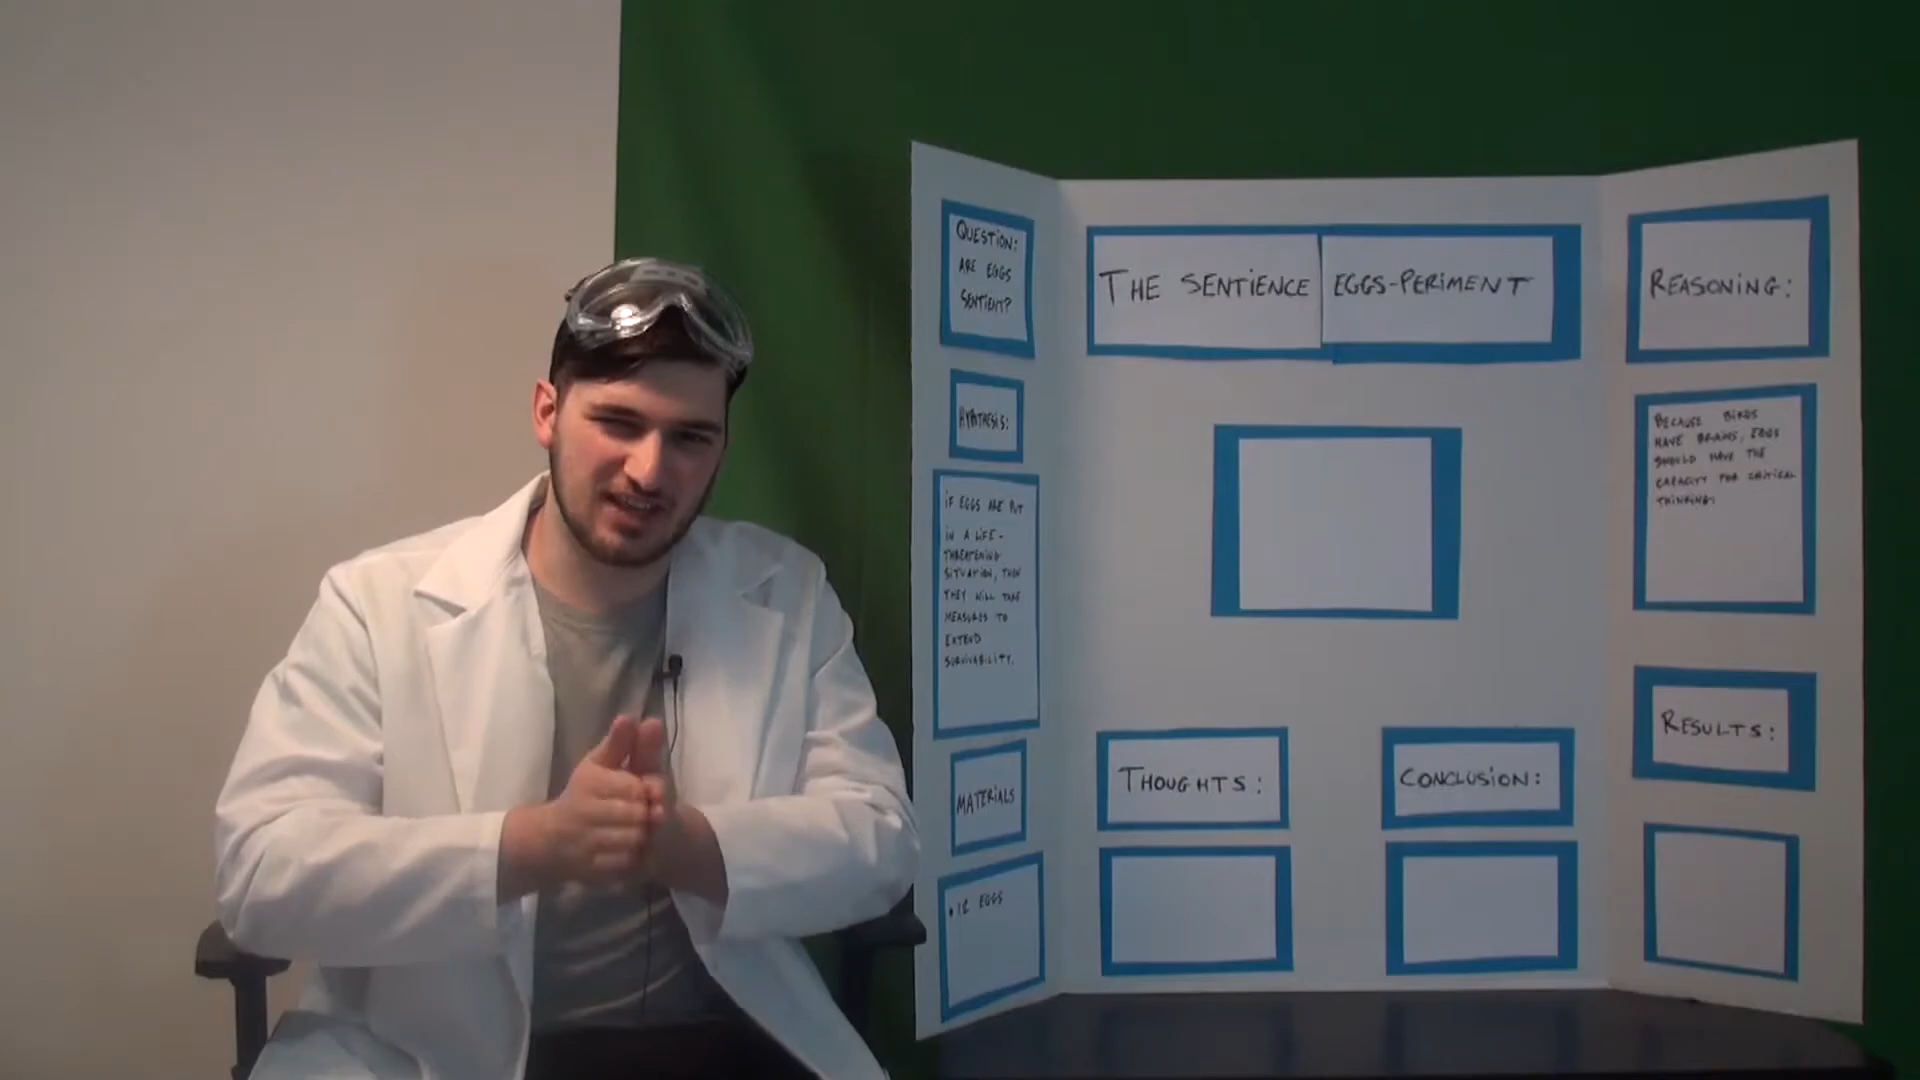 QUESTION:
ARE EGGS
SENTIENT?
HYPOTHESIS:
IF EGGS ARE PUT
IN A LIFE-
THREATENING
SITUATION, THEN
THEY WILL TAKE
MEASURES TO
EXTEND
SURVIVABILITY.
MATERIALS
• 12 EGGS
THE SENTIENCE EGGS-PERIMENT
THOUGHTS:
CONCLUSION:
REASONING:
BECAUSE BIRDS
HAVE BRAINS, EGGS
SHOULD HAVE THE
CAPACITY FOR CRITICAL
THINKING.
RESULTS: